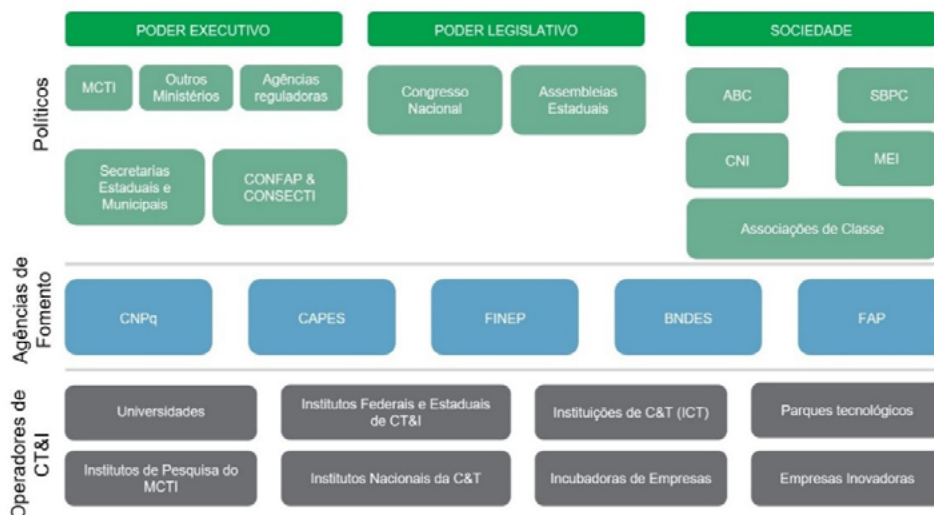 PODER EXECUTIVO
PODER LEGISLATIVO
SOCIEDADE
Políticos
MCTI
Outros
Ministérios
Agências
reguladoras
Congresso
Nacional
Assembleias
Estaduais
ABC
SBPC
Secretarias
Estaduais e
Municipais
CONFAP &
CONSECTI
CNI
MEI
Associações de Classe
Agências de
Fomento
CNPq
CAPES
FINEP
BNDES
FAP
Operadores de
CT&I
Universidades
Institutos Federais e Estaduais
de CT&I
Instituições de C&T (ICT)
Parques tecnológicos
Institutos de Pesquisa do
MCTI
Institutos Nacionais da C&T
Incubadoras de Empresas
Empresas Inovadoras